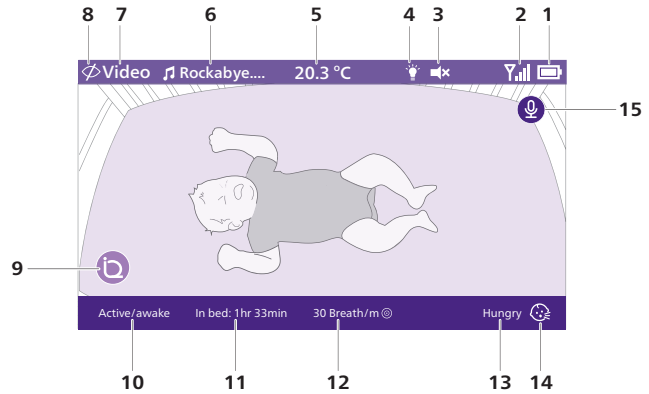 8 7 6 5 4 3 2 1
Video Rockabye.... 20.3 °C
15
9
Active/awake In bed: 1hr 33min 30 Breath/m Hungry
10 11 12 13 14